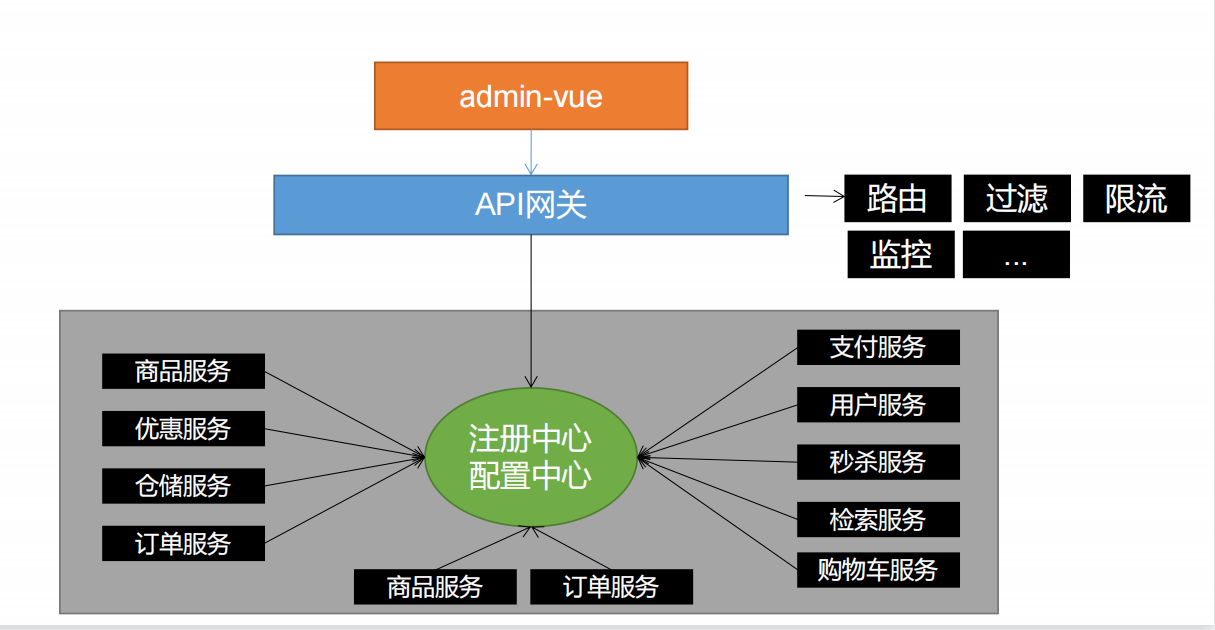 admin-vue
API网关
路由
过滤
限流
监控
...
商品服务
优惠服务
仓储服务
订单服务
注册中心
配置中心
支付服务
用户服务
秒杀服务
检索服务
购物车服务
商品服务
订单服务